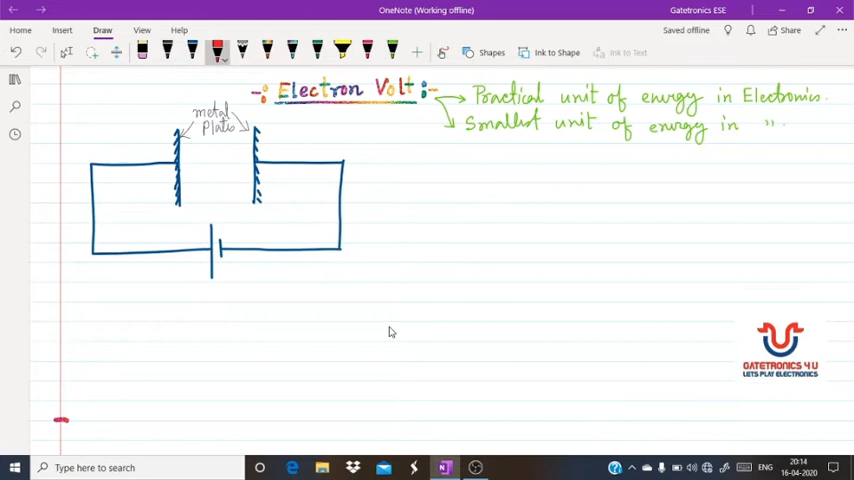 OneNote (Working offline)
Gatetronics ESE
Home
Insert
Draw
View
Help
Saved offline
Share
Shapes
Ink to Shape
Ink to Text
-: Electron Volt :-
Practical unit of energy in Electronics.
Smallest unit of energy in " .
metal
Plates
GATETRONICS 4 U
LETS PLAY ELECTRONICS
Type here to search
ENG
20:14
16-04-2020